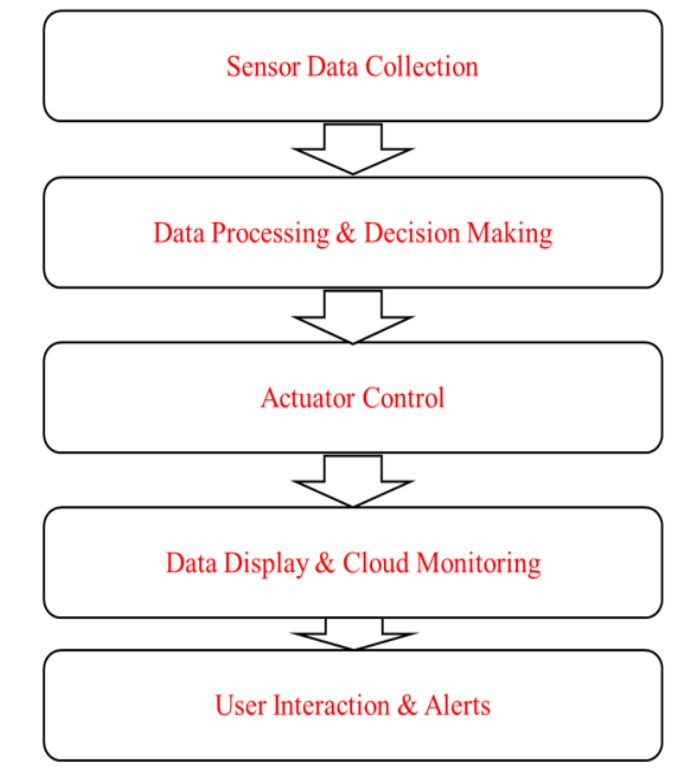 Sensor Data Collection
Data Processing & Decision Making
Actuator Control
Data Display & Cloud Monitoring
User Interaction & Alerts